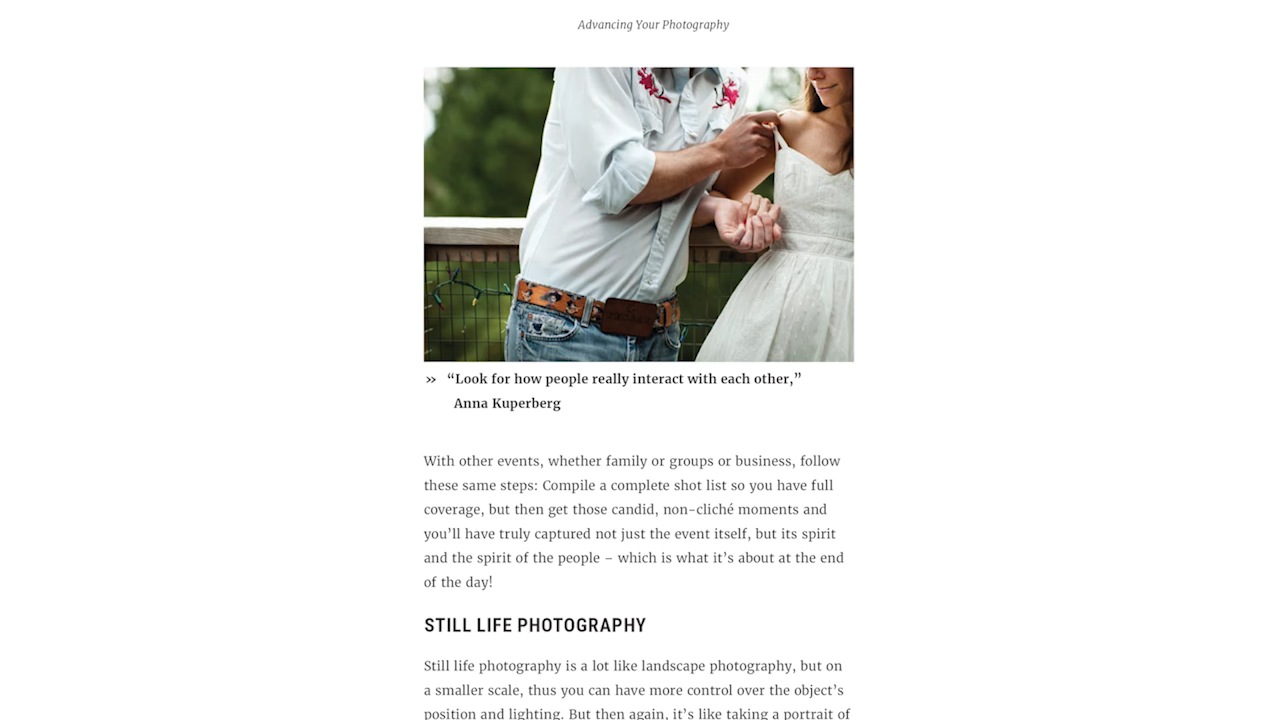 Advancing Your Photography
» “Look for how people really interact with each other,”
Anna Kuperberg
With other events, whether family or groups or business, follow
these same steps: Compile a complete shot list so you have full
coverage, but then get those candid, non-cliché moments and
you’ll have truly captured not just the event itself, but its spirit
and the spirit of the people – which is what it’s about at the end
of the day!
STILL LIFE PHOTOGRAPHY
Still life photography is a lot like landscape photography, but on
a smaller scale, thus you can have more control over the object’s
position and lighting. But then again, it’s like taking a portrait of